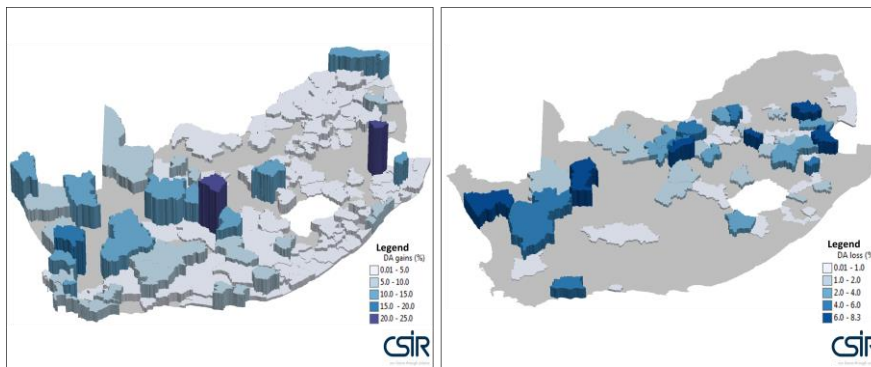 Legend
DA gains (%)
0.01 - 5.0
5.0 - 10.0
10.0 - 15.0
15.0 - 20.0
20.0 - 25.0
CSIR
Legend
DA loss (%
0.01 - 1.0
1.0 - 2.0
2.0 - 4.0
4.0 - 6.0
6.0 - 8.3
CSIR